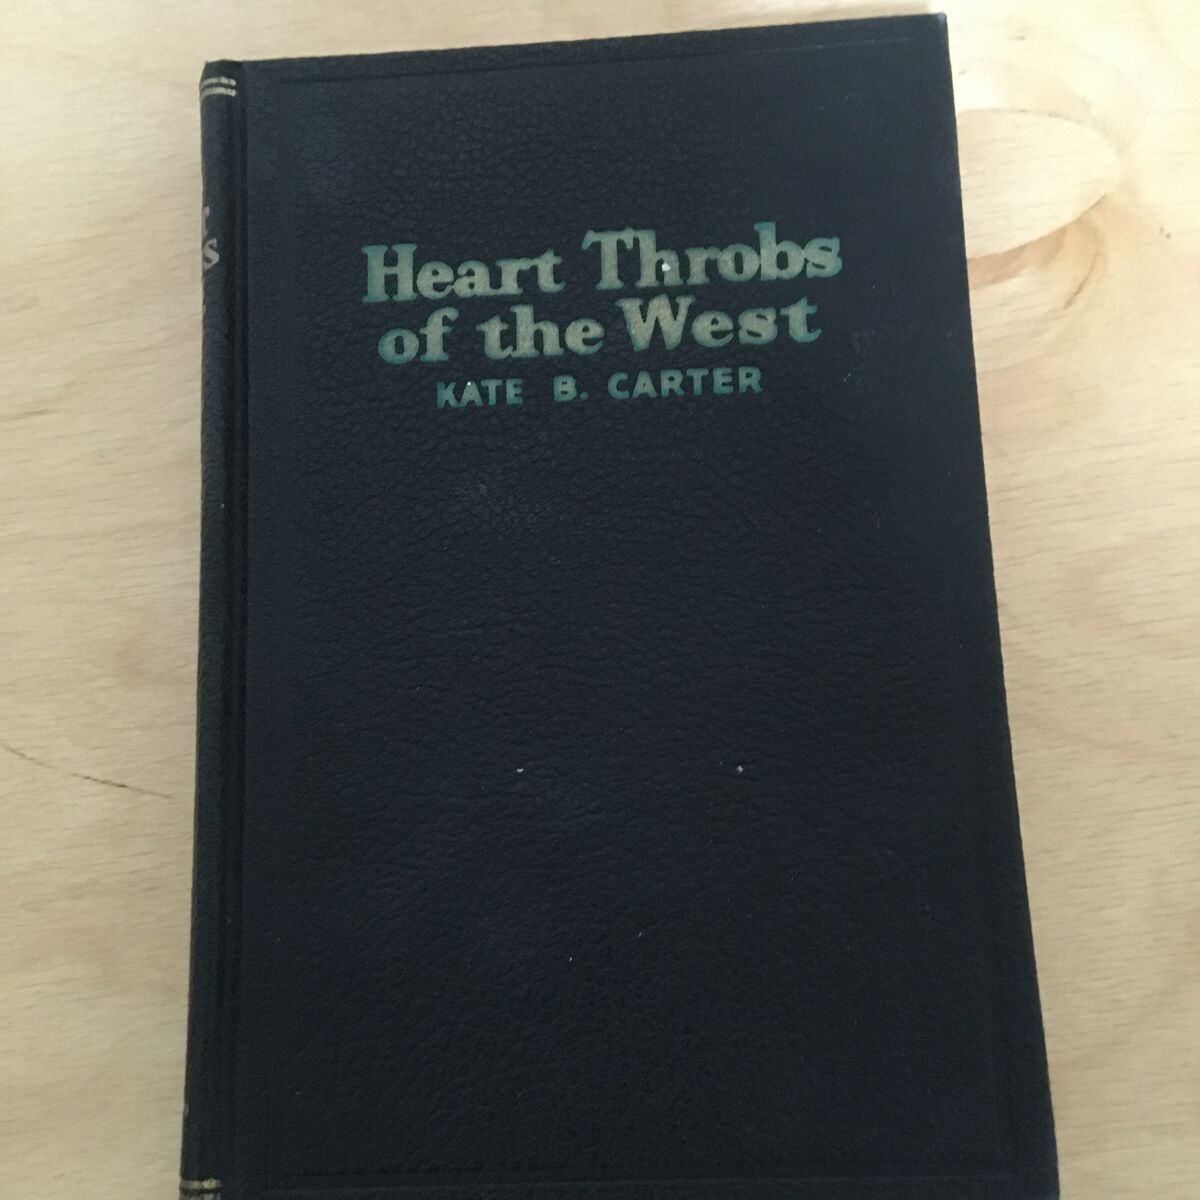 Heart Throbs
of the West
KATE B. CARTER